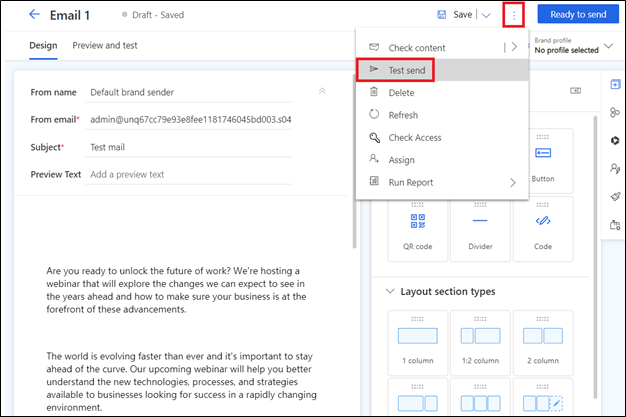 Email 1
Draft - Saved
Save
Ready to send
Design
Preview and test
Brand profile
No profile selected
Check content
Test send
Delete
Refresh
Check Access
Assign
Run Report
From name
Default brand sender
From email*
admin@unq67cc79e93e8fee1181746045bd003.s04
Subject*
Test mail
Preview Text
Add a preview text
Button
QR code
Divider
Code
Are you ready to unlock the future of work? We're hosting a
webinar that will explore the changes we can expect to see in
the years ahead and how to make sure your business is at the
forefront of these advancements.
Layout section types
1 column
1:2 column
2 column
The world is evolving faster than ever and it's important to stay
ahead of the curve. Our upcoming webinar will help you better
understand the new technologies, processes, and strategies
available to businesses looking for success in a rapidly changing
environment.